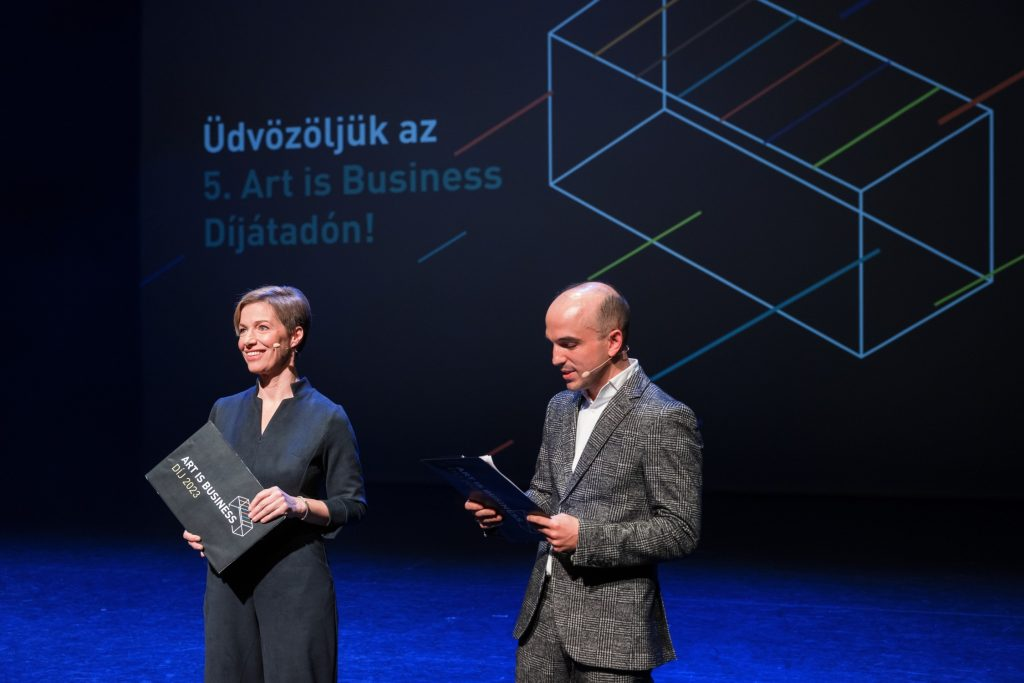 Üdvözöljük az
5. Art is Business
Díjátadón!
ART IS BUSINESS
DÍJ 2023